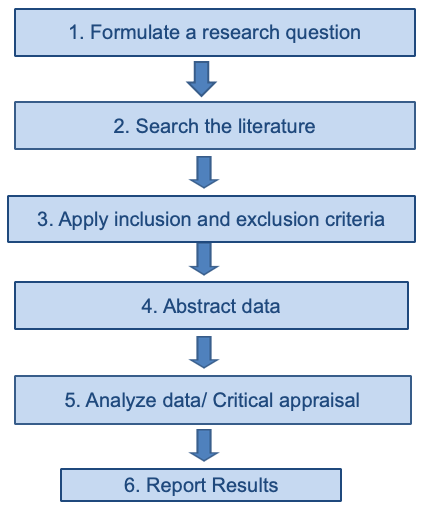 1. Formulate a research question
2. Search the literature
3. Apply inclusion and exclusion criteria
4. Abstract data
5. Analyze data/ Critical appraisal
6. Report Results